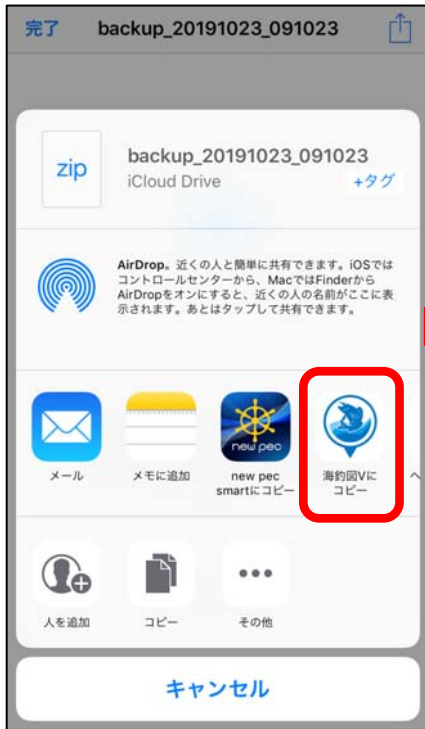 完了 backup_20191023_091023
zip
backup_20191023_091023
iCloud Drive
+タグ
AirDrop。近くの人と簡単に共有できます。iOSでは
コントロールセンターから、MacではFinderから
AirDropをオンにすると、近くの人の名前がここに表
示されます。あとはタップして共有できます。
new pec
メール
メモに追加
new pec
smartにコピー
海釣図Vに
コピー
ヘ
人を追加
コピー
その他
キャンセル